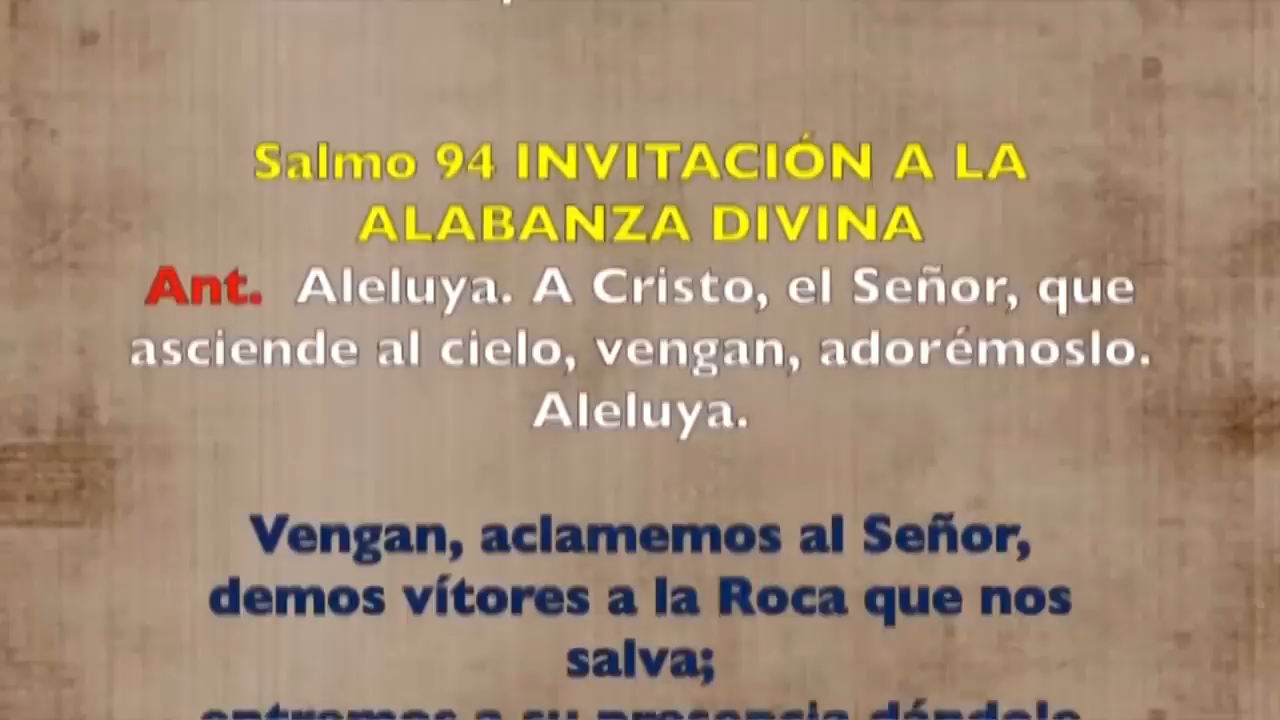 Salmo 94 INVITACIÓN A LA
ALABANZA DIVINA
Ant. Aleluya. A Cristo, el Señor, que
asciende al cielo, vengan, adorémoslo.
Aleluya.
Vengan, aclamemos al Señor,
demos vítores a la Roca que nos
salva;
entremos a su presencia dándole